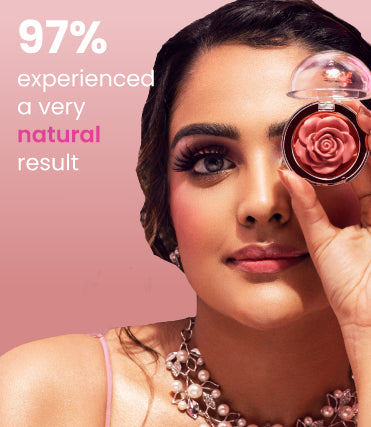 97%
experienced
a very
natural
result